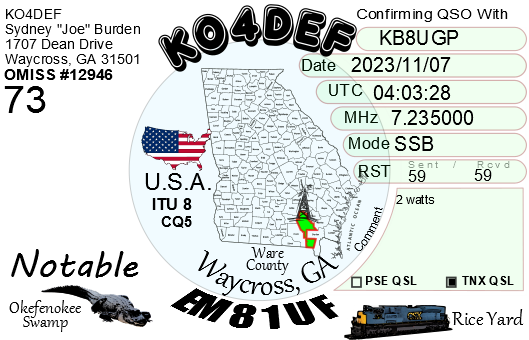 KO4DEF
Sydney "Joe" Burden
1707 Dean Drive
Waycross, GA 31501
OMISS #12946
73
KO4DEF
Confirming QSO With
KB8UGP
Date 2023/11/07
UTC 04:03:28
MHz 7.235000
Mode SSB
Sent / Rcvd
RST 59 59
U.S.A.
ITU 8
CQ5
ATLANTIC OCEAN
Comment
2 watts
Ware
County
Waycross, GA
EM81UF
PSE QSL
TNX QSL
Notable
Okefenokee
Swamp
Rice Yard